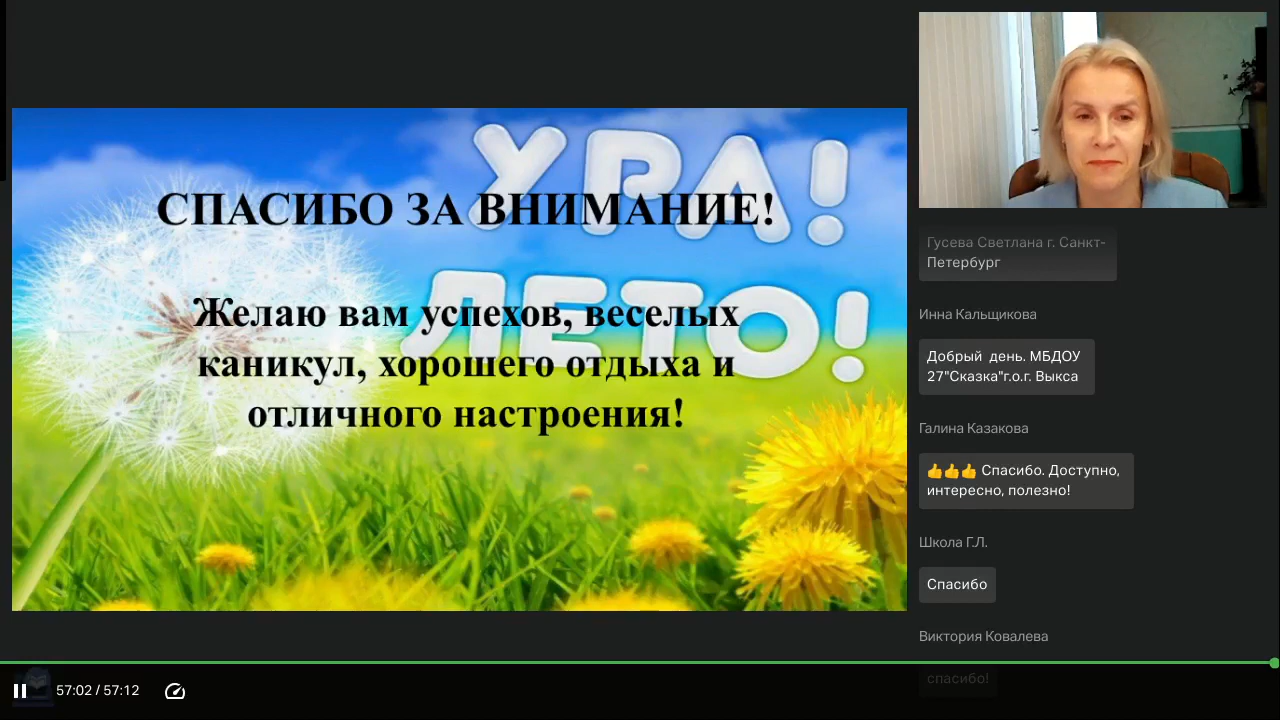 УРА!
ЛЕТО!
СПАСИБО ЗА ВНИМАНИЕ!
Желаю вам успехов, веселых
каникул, хорошего отдыха и
отличного настроения!
Гусева Светлана г. Санкт-
Петербург
Инна Кальщикова
Добрый  день. МБДОУ
27"Сказка"г.о.г. Выкса
Галина Казакова
👍👍👍 Спасибо. Доступно,
интересно, полезно!
Школа Г.Л.
Спасибо
Виктория Ковалева
спасибо!
57:02 / 57:12